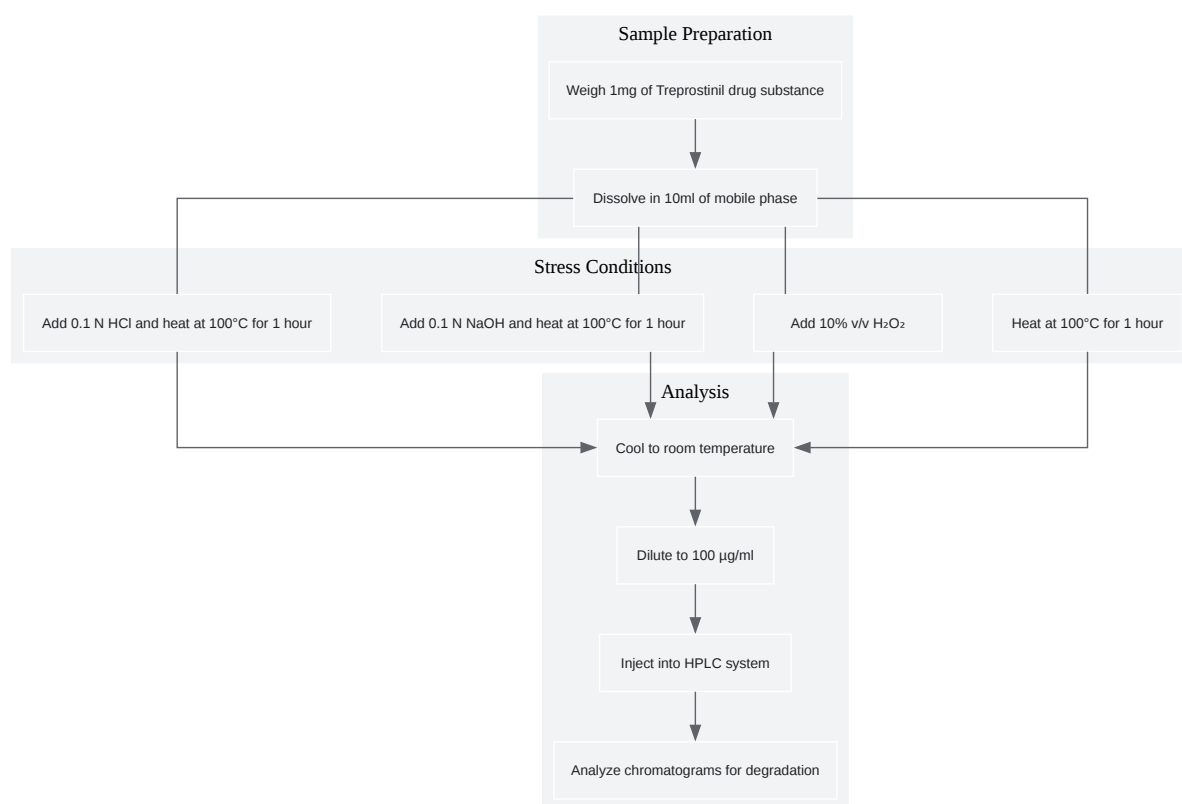 Sample Preparation
Weigh 1mg of Treprostinil drug substance
Dissolve in 10ml of mobile phase
Stress Conditions
Add 0.1 N HCl and heat at 100°C for 1 hour
Add 0.1 N NaOH and heat at 100°C for 1 hour
Add 10% v/v H₂O₂
Heat at 100°C for 1 hour
Analysis
Cool to room temperature
Dilute to 100 µg/ml
Inject into HPLC system
Analyze chromatograms for degradation